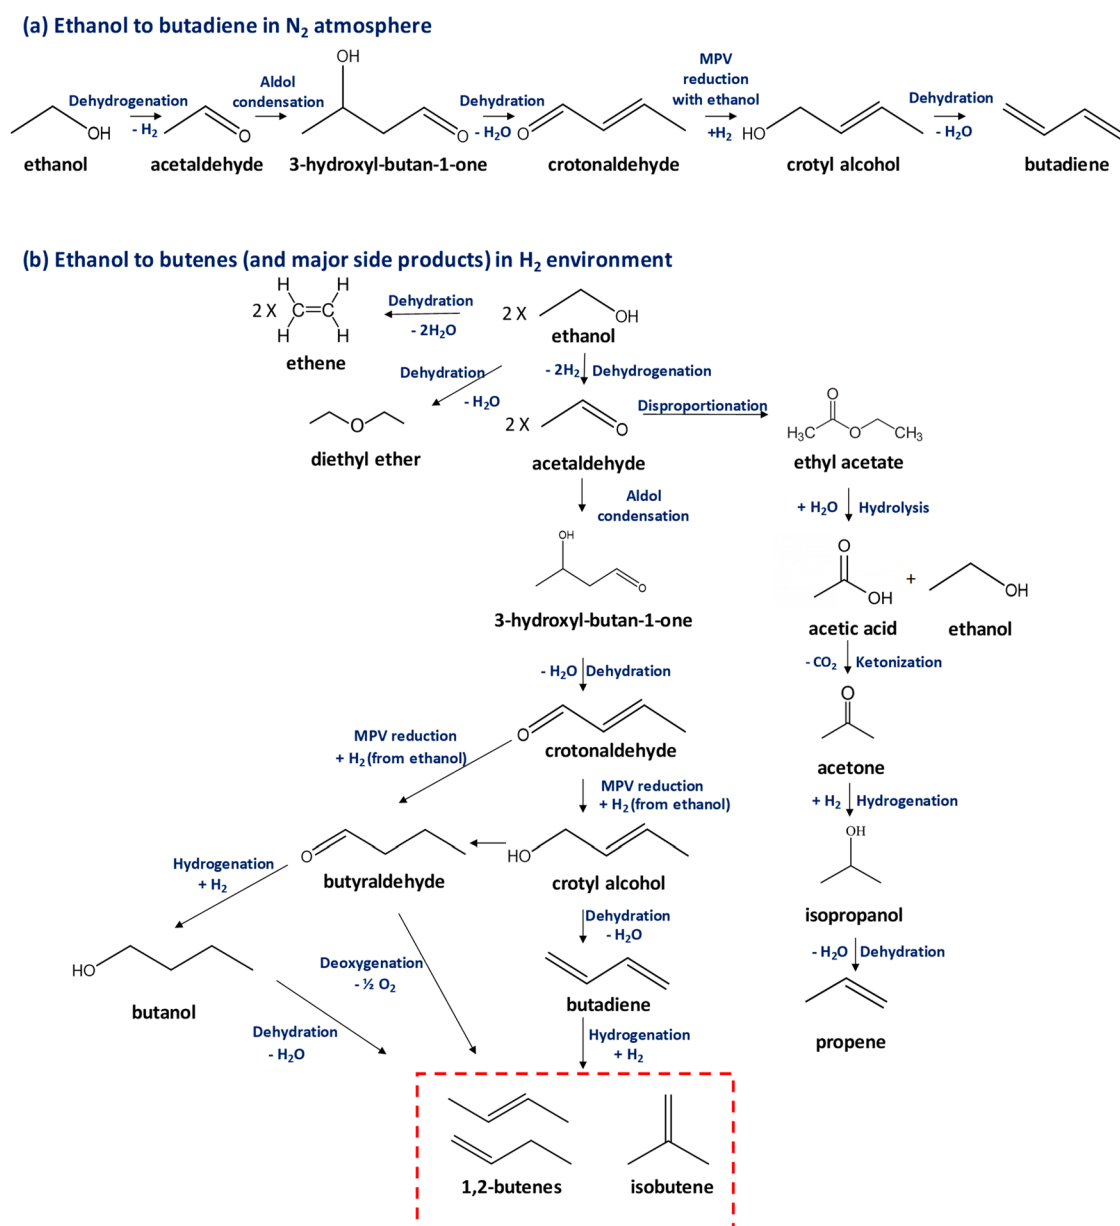 (a) Ethanol to butadiene in N₂ atmosphere
OH
Dehydrogenation
- H₂
Aldol
condensation
Dehydration
- H₂O
MPV
reduction
with ethanol
+H₂
Dehydration
- H₂O
OH
O
O
O
HO
ethanol
acetaldehyde
3-hydroxyl-butan-1-one
crotonaldehyde
crotyl alcohol
butadiene
(b) Ethanol to butenes (and major side products) in H₂ environment
H H
2 X C=C
H H
ethene
Dehydration
- 2H₂O
2 X
OH
ethanol
Dehydration
- H₂O
- 2H₂ Dehydrogenation
O
diethyl ether
2 X
O
acetaldehyde
Disproportionation
O
H₃C O CH₃
ethyl acetate
Aldol
condensation
+ H₂O Hydrolysis
OH
O
3-hydroxyl-butan-1-one
O
OH
+
OH
acetic acid
ethanol
- H₂O Dehydration
- CO₂ Ketonization
O
crotonaldehyde
O
acetone
MPV reduction
+ H₂ (from ethanol)
MPV reduction
+ H₂ (from ethanol)
+ H₂ Hydrogenation
O
butyraldehyde
HO
crotyl alcohol
OH
isopropanol
Hydrogenation
+ H₂
Dehydration
- H₂O
- H₂O Dehydration
HO
butanol
Deoxygenation
- ½ O₂
butadiene
propene
Dehydration
- H₂O
Hydrogenation
+ H₂
1,2-butenes
isobutene